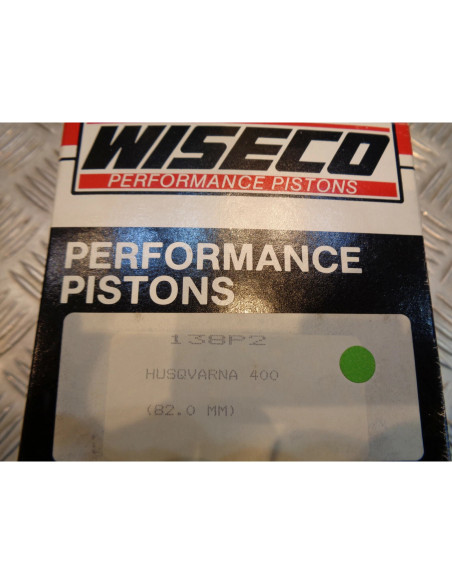 WISECO
PERFORMANCE PISTONS
PERFORMANCE
PISTONS
138P2
HUSQVARNA 400
(82.0 MM)